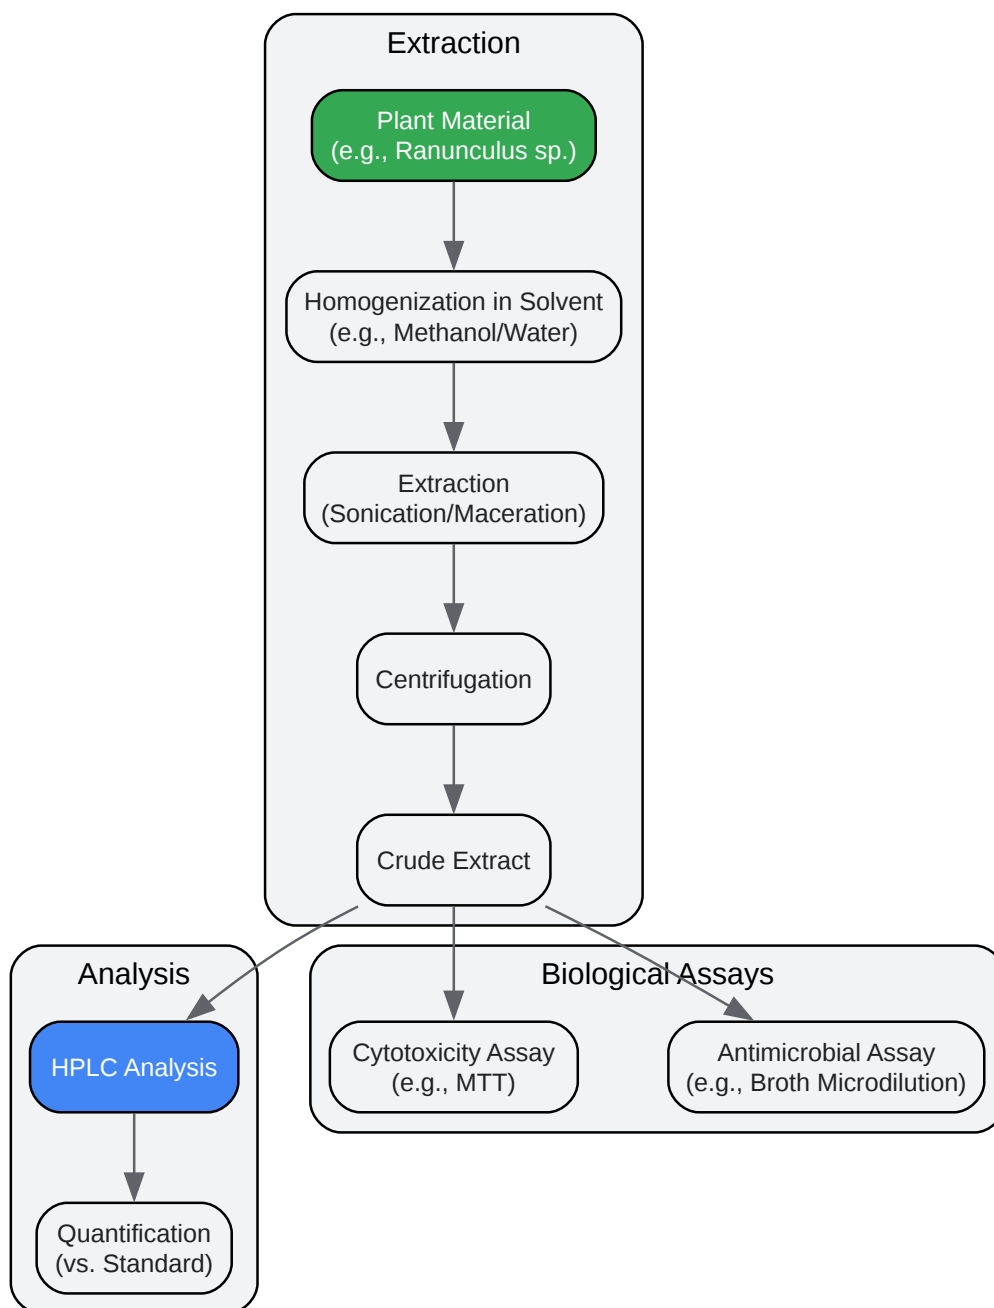 Extraction
Plant Material
(e.g., Ranunculus sp.)
Homogenization in Solvent
(e.g., Methanol/Water)
Extraction
(Sonication/Maceration)
Centrifugation
Crude Extract
Analysis
HPLC Analysis
Quantification
(vs. Standard)
Biological Assays
Cytotoxicity Assay
(e.g., MTT)
Antimicrobial Assay
(e.g., Broth Microdilution)